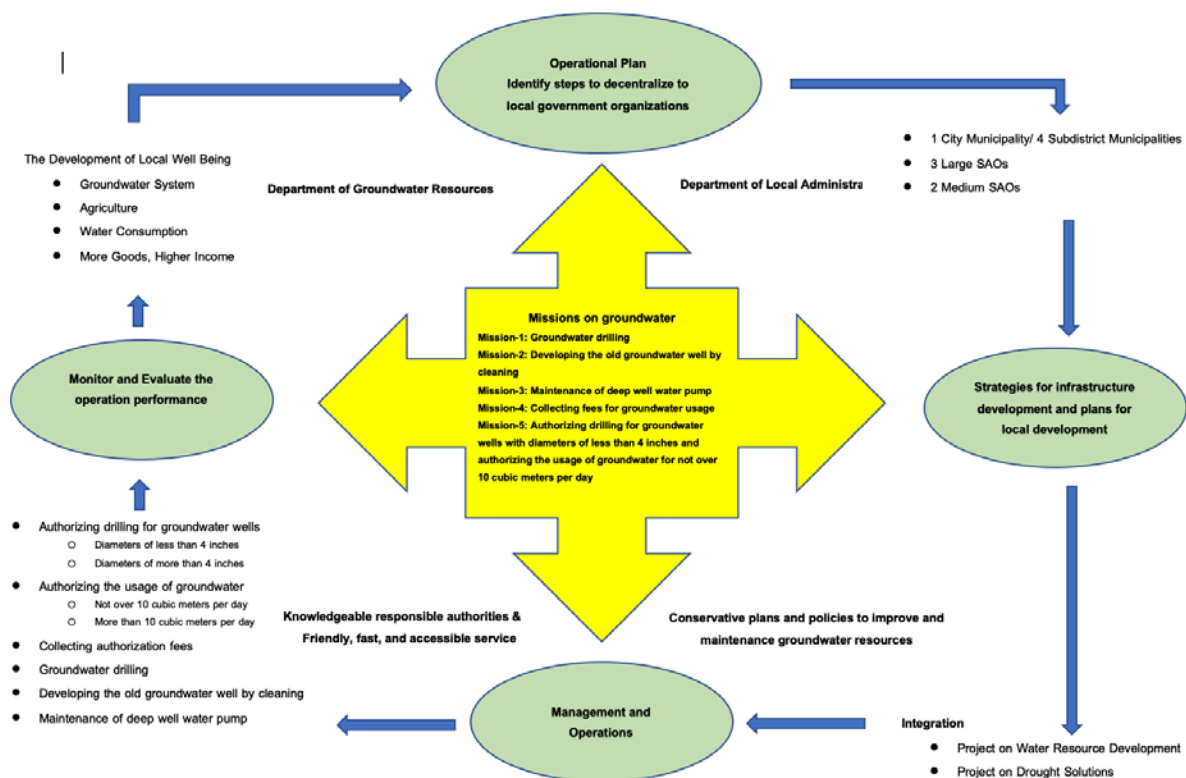 Operational Plan
Identify steps to decentralize to
local government organizations
The Development of Local Well Being
● Groundwater System
● Agriculture
● Water Consumption
● More Goods, Higher Income
Department of Groundwater Resources
Department of Local Administra
● 1 City Municipality/ 4 Subdistrict Municipalities
● 3 Large SAOs
● 2 Medium SAOs
Missions on groundwater
Mission-1: Groundwater drilling
Mission-2: Developing the old groundwater well by
cleaning
Mission-3: Maintenance of deep well water pump
Mission-4: Collecting fees for groundwater usage
Mission-5: Authorizing drilling for groundwater
wells with diameters of less than 4 inches and
authorizing the usage of groundwater for not over
10 cubic meters per day
Monitor and Evaluate the
operation performance
Strategies for infrastructure
development and plans for
local development
● Authorizing drilling for groundwater wells
○ Diameters of less than 4 inches
○ Diameters of more than 4 inches
● Authorizing the usage of groundwater
○ Not over 10 cubic meters per day
○ More than 10 cubic meters per day
● Collecting authorization fees
● Groundwater drilling
● Developing the old groundwater well by cleaning
● Maintenance of deep well water pump
Knowledgeable responsible authorities &
Friendly, fast, and accessible service
Conservative plans and policies to improve and
maintenance groundwater resources
Management and
Operations
Integration
● Project on Water Resource Development
● Project on Drought Solutions